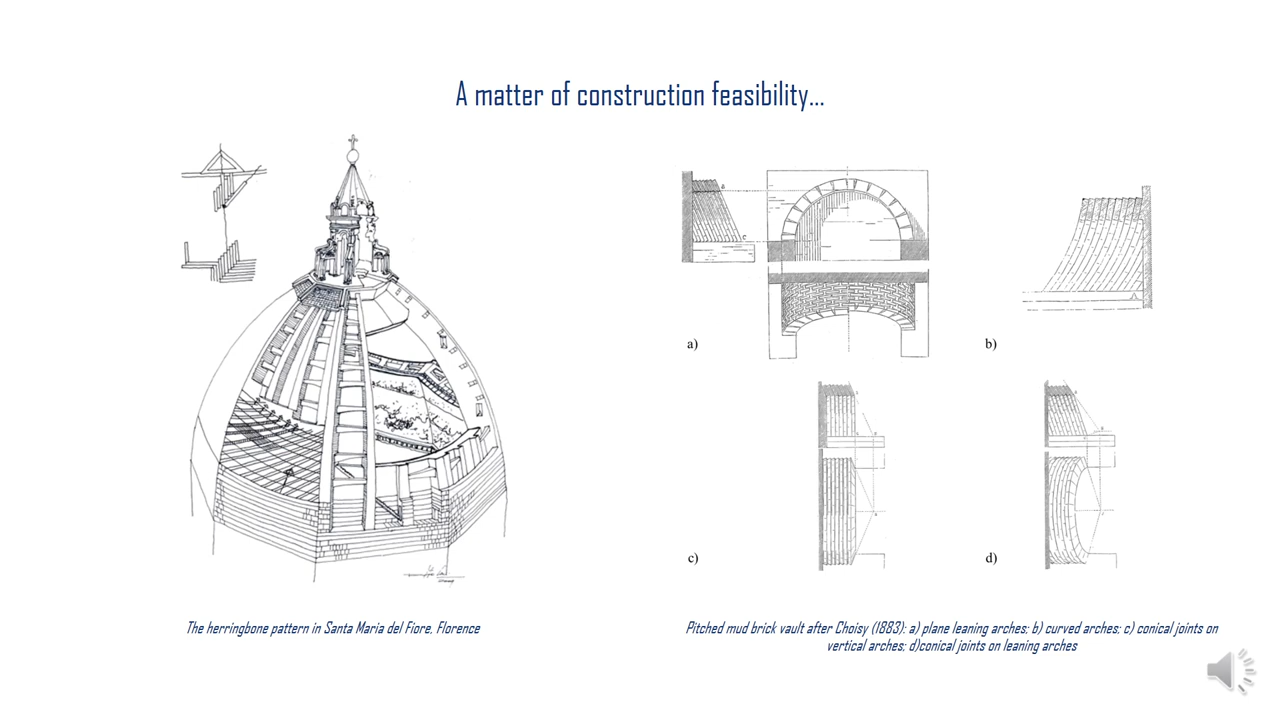 A matter of construction feasibility...
a)
b)
c)
d)
The herringbone pattern in Santa Maria del Fiore, Florence
Pitched mud brick vault after Choisy (1883): a) plane leaning arches; b) curved arches; c) conical joints on
vertical arches; d)conical joints on leaning arches